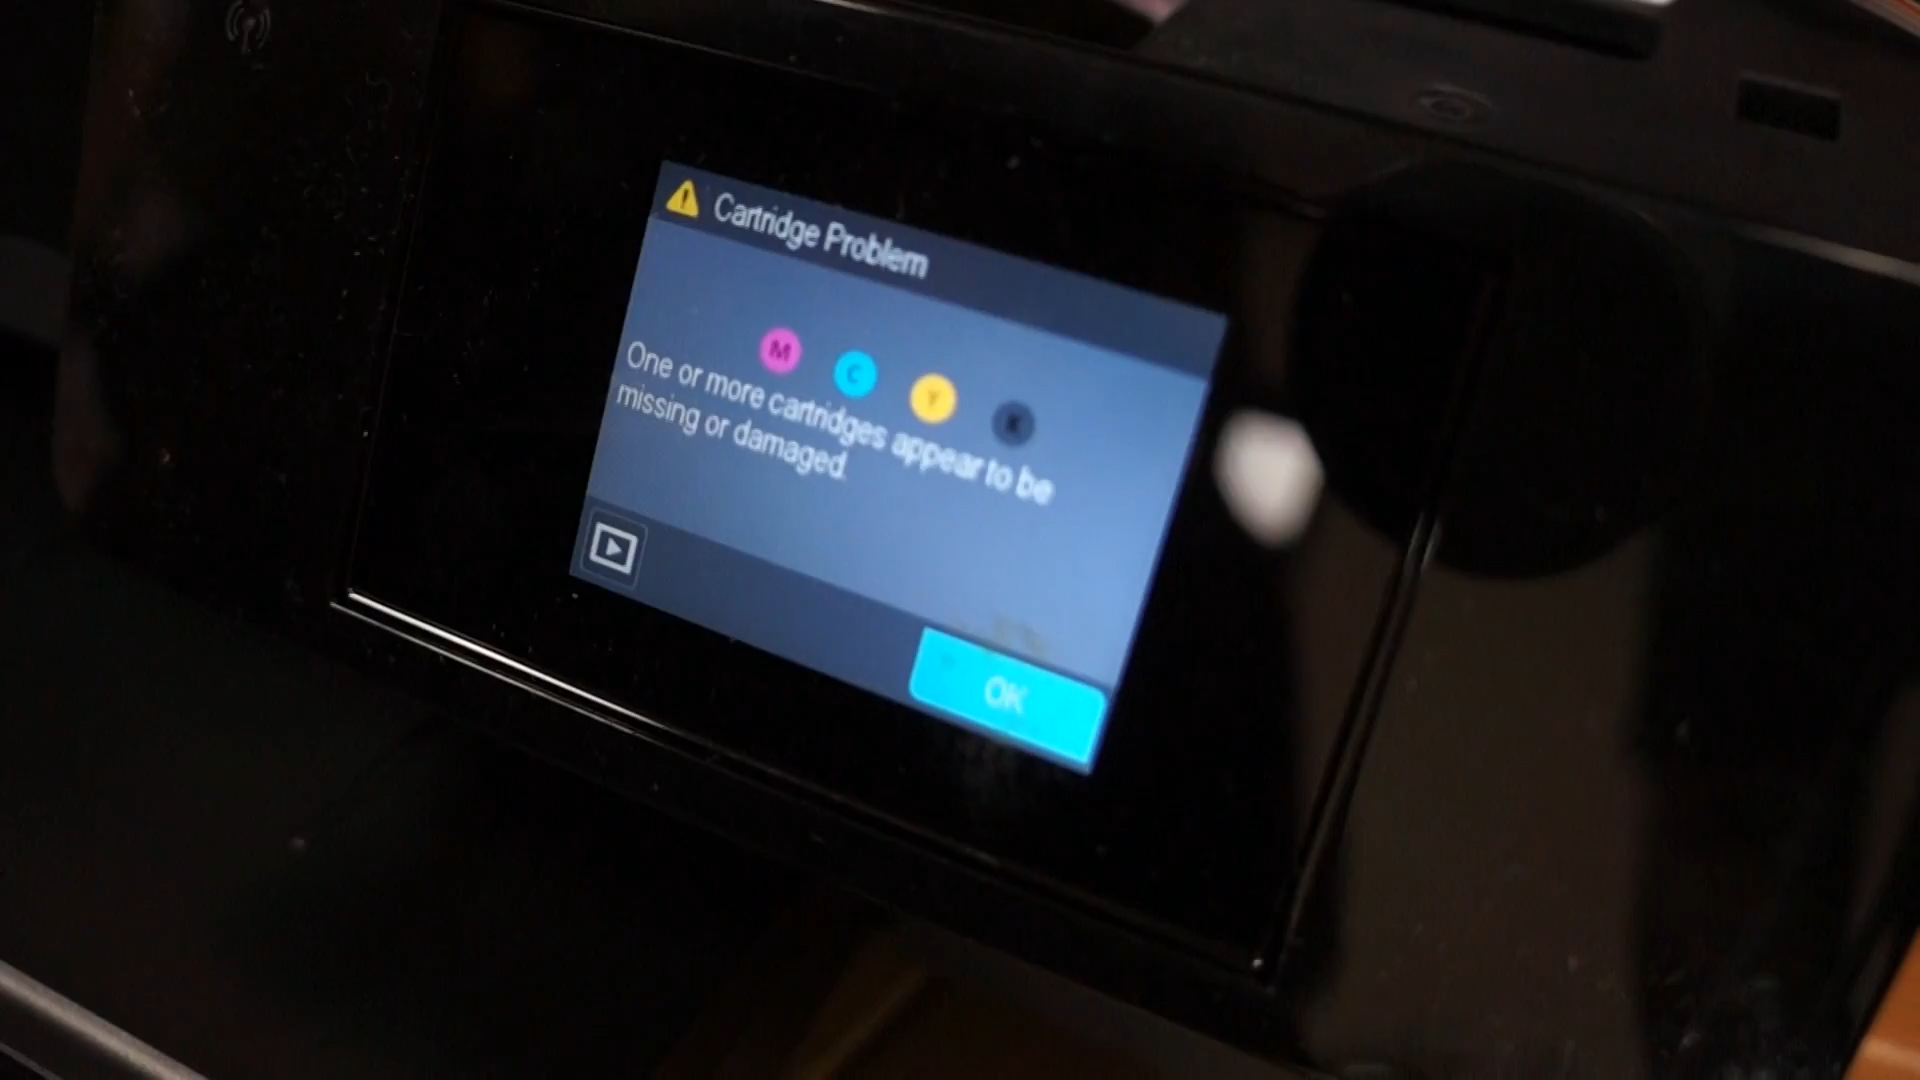 Cartridge Problem
M C Y K
One or more cartridges appear to be
missing or damaged.
OK